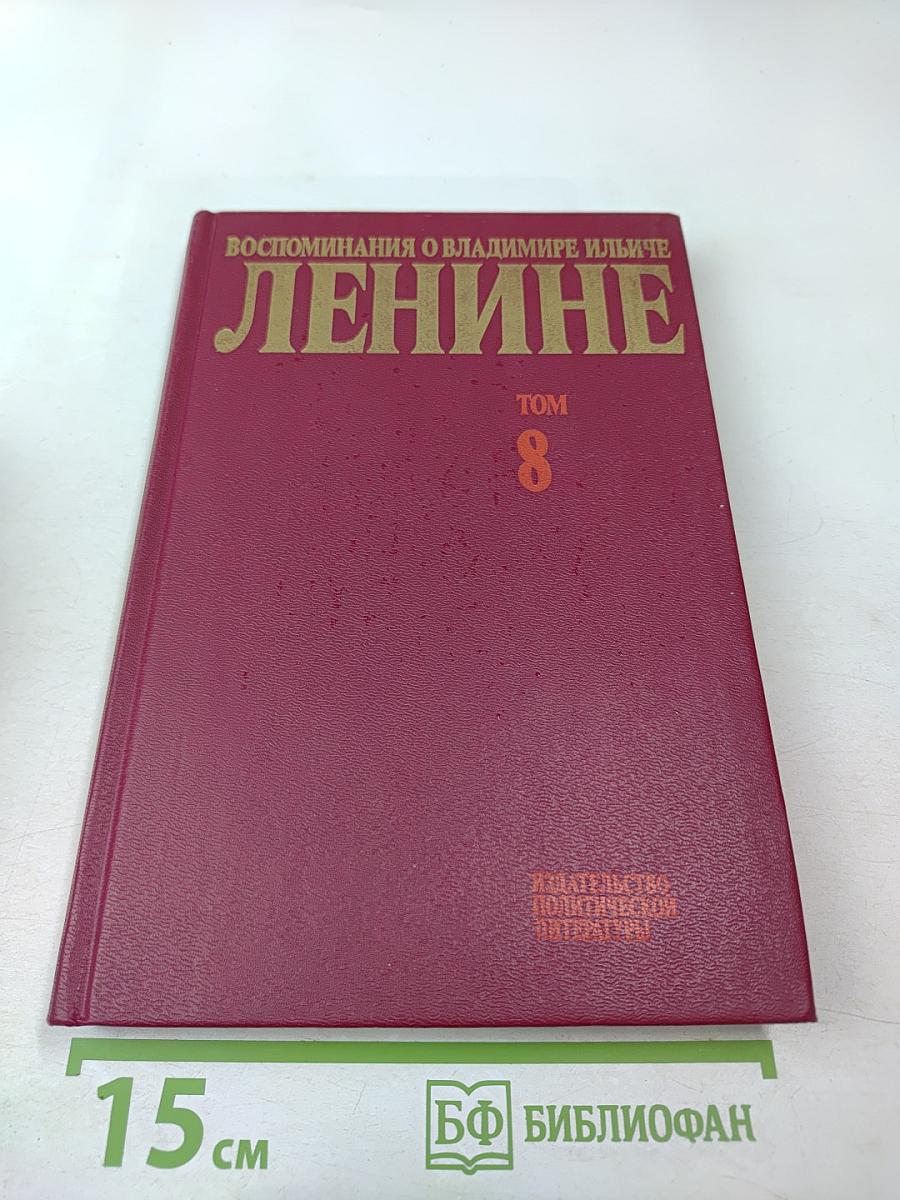 ВОСПОМИНАНИЯ О ВЛАДИМИРЕ ИЛЬИЧЕ
ЛЕНИНЕ
ТОМ
8
ИЗДАТЕЛЬСТВО
ПОЛИТИЧЕСКОЙ
ЛИТЕРАТУРЫ
15 см
БФ БИБЛИОФАН